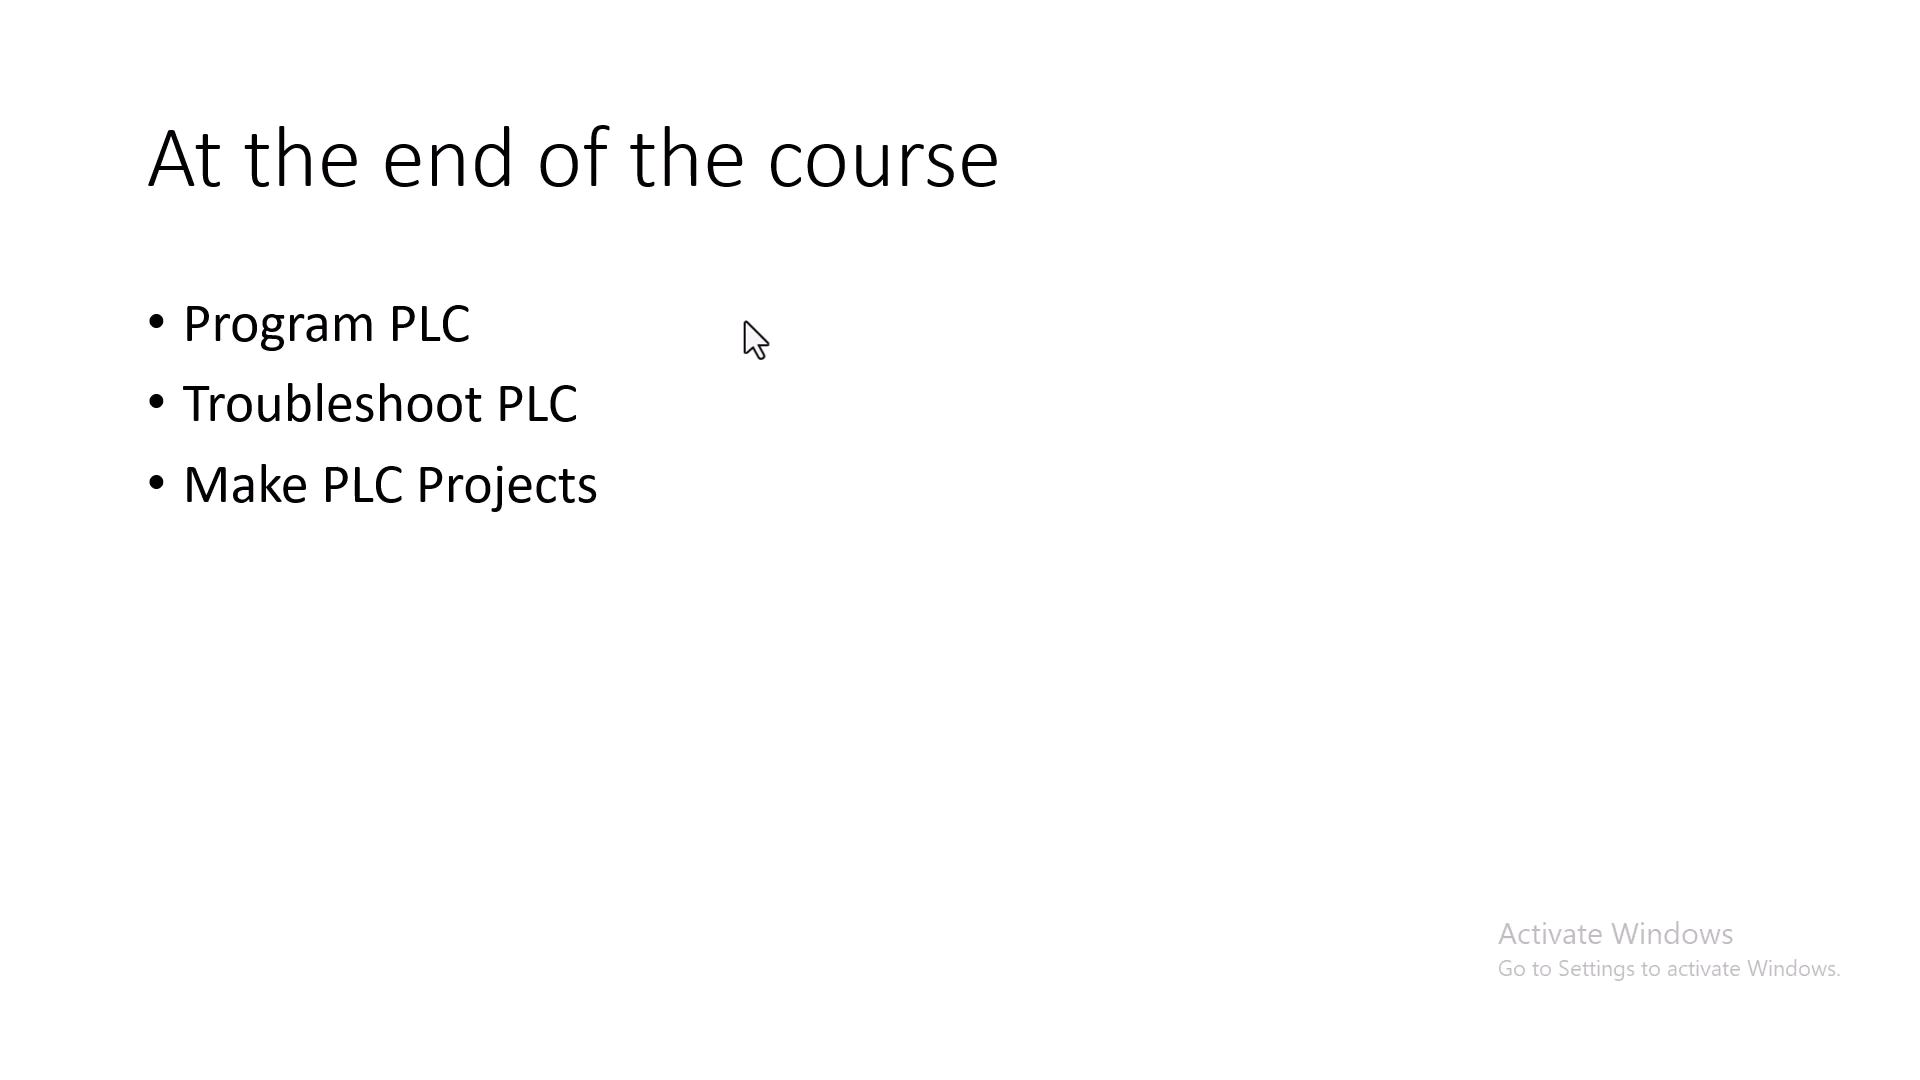 At the end of the course
• Program PLC
• Troubleshoot PLC
• Make PLC Projects
Activate Windows
Go to Settings to activate Windows.